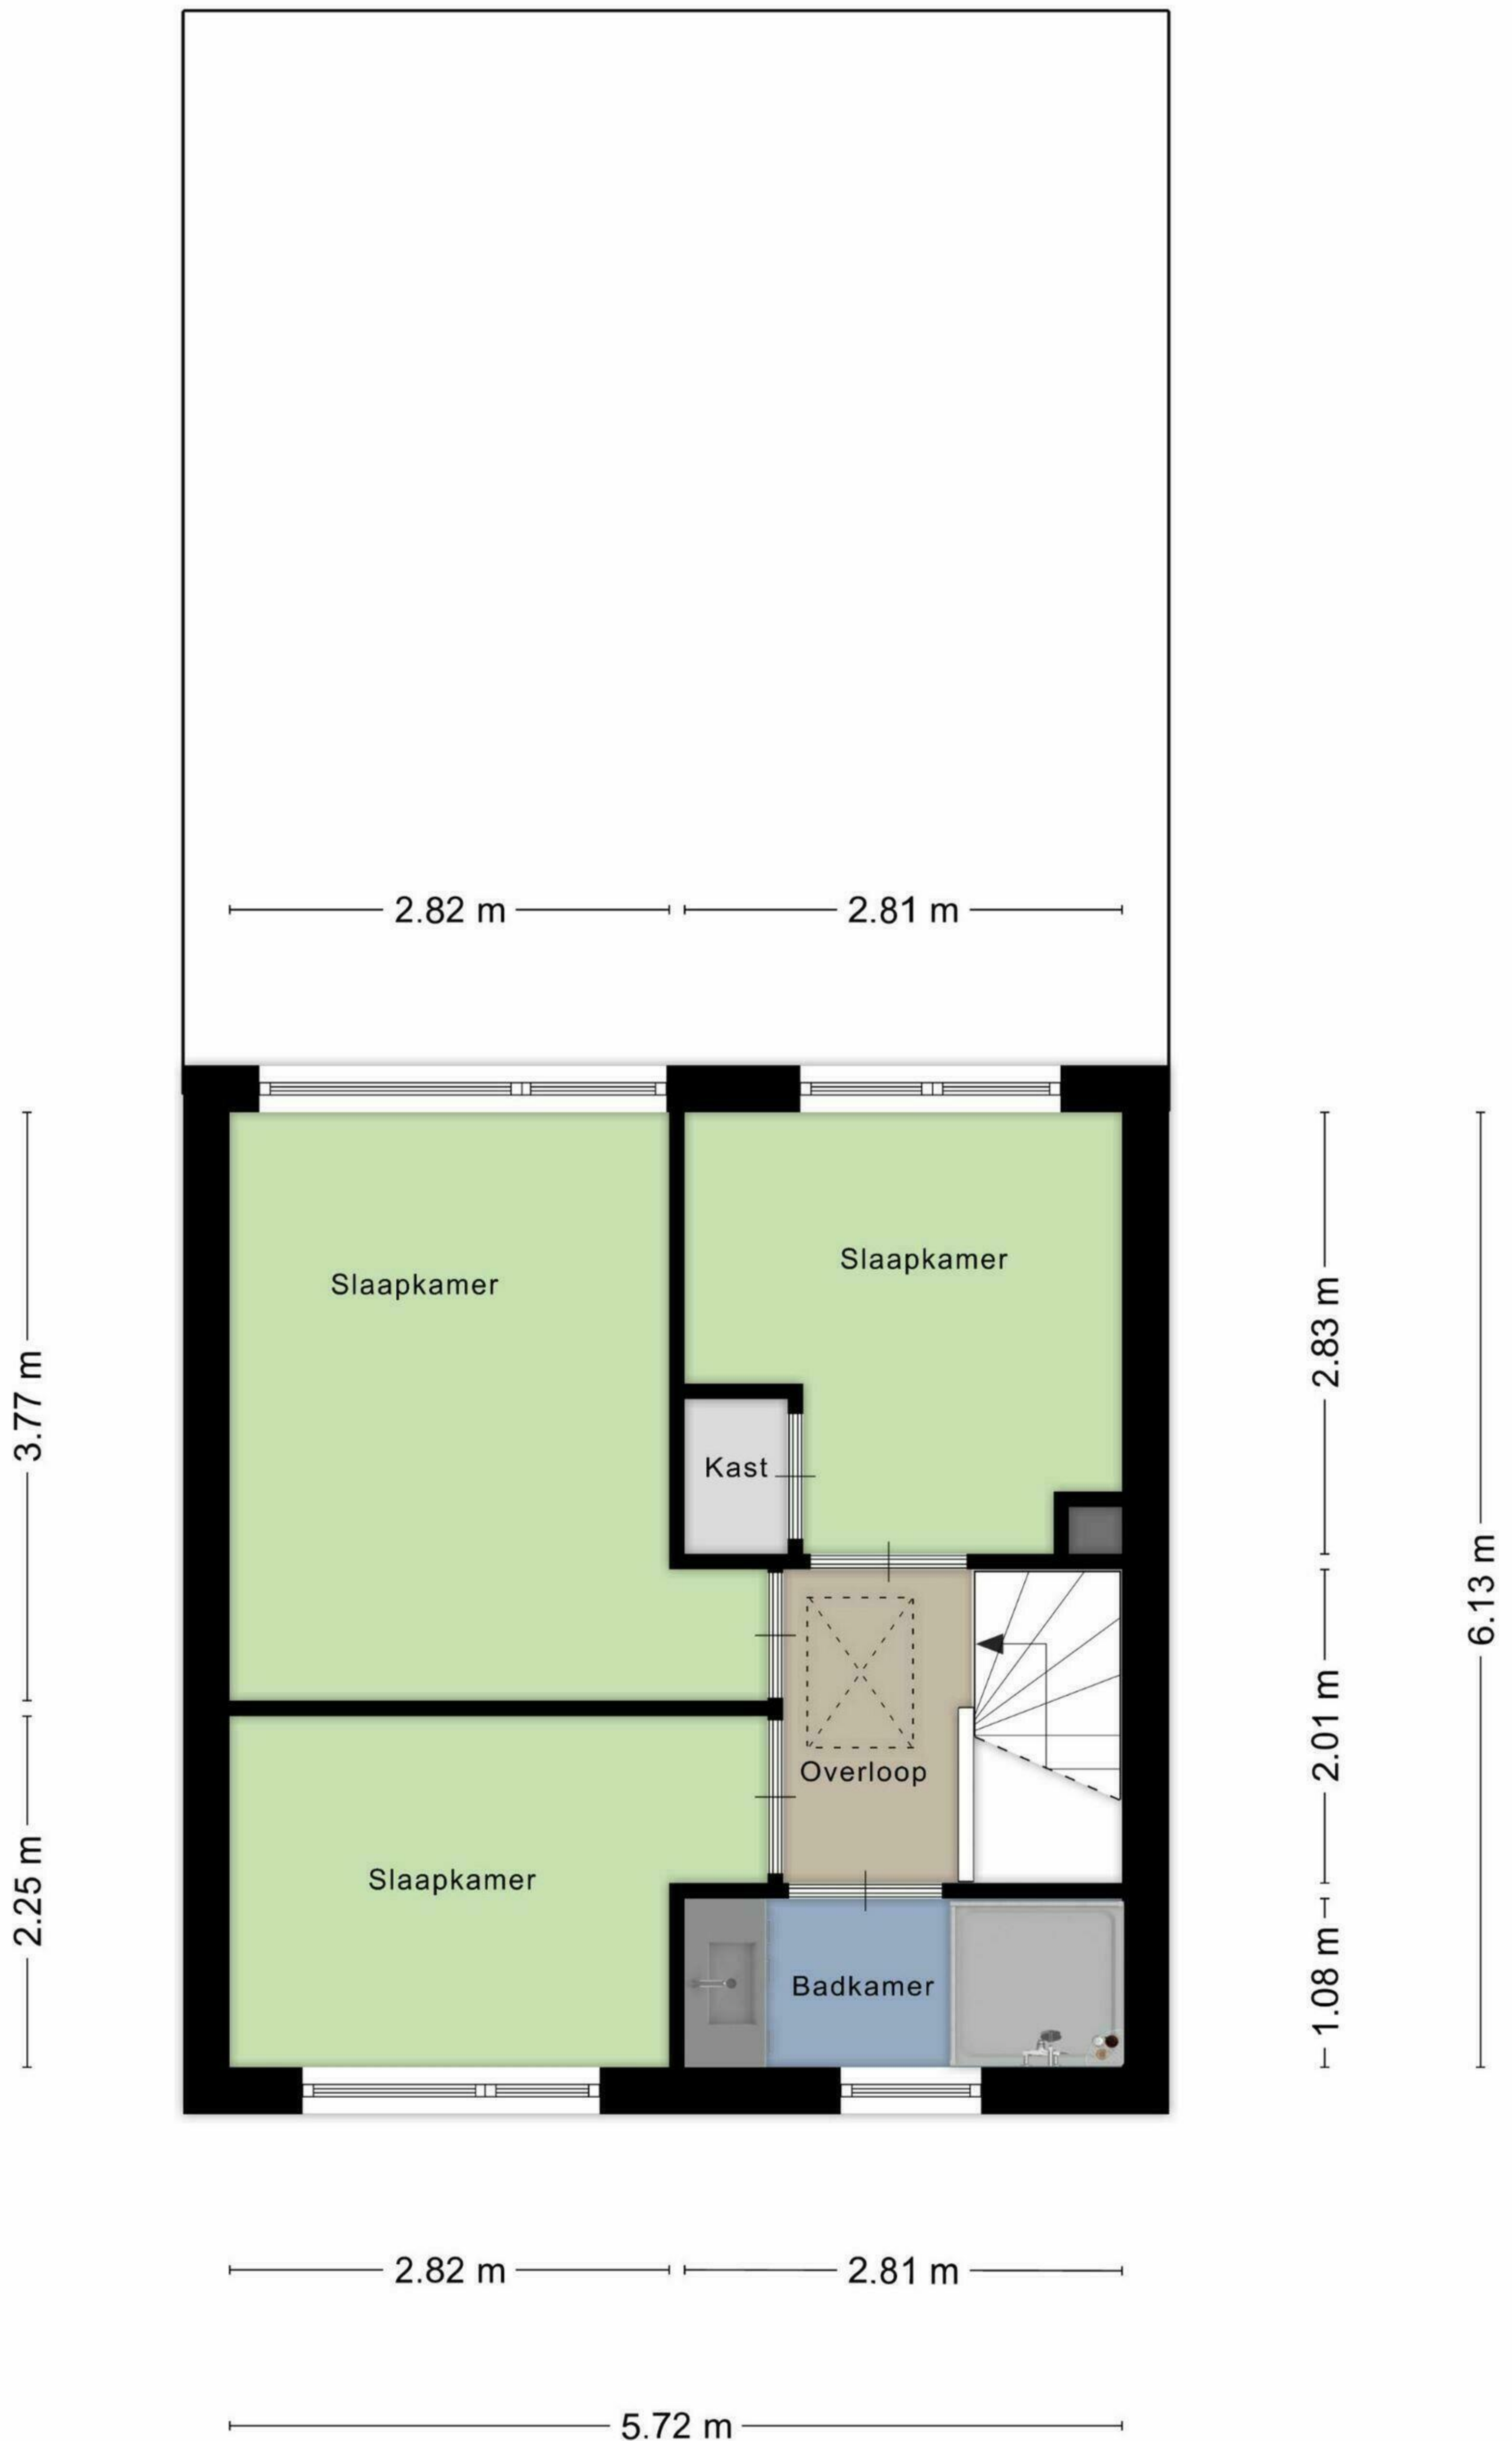 2.82 m
2.81 m
Slaapkamer
Slaapkamer
2.83 m
3.77 m
Kast
6.13 m
2.01 m
Overloop
Slaapkamer
2.25 m
Badkamer
1.08 m
2.82 m
2.81 m
5.72 m